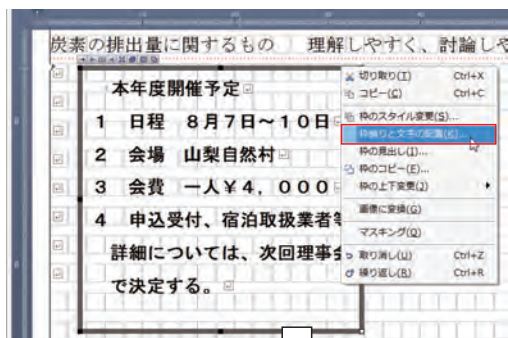 炭素の排出量に関するもの　理解しやすく、討論しや
本年度開催予定
1　日程　8月7日～10日
2　会場　山梨自然村
3　会費　一人￥4，000
4　申込受付、宿泊取扱業者等
詳細については、次回理事会
で決定する。
切り取り(T)　Ctrl+X
コピー(C)　Ctrl+C
枠のスタイル変更(S)...
枠飾りと文字の配置(K)...
枠の見出し(I)...
枠のコピー(E)...
枠の上下変更(J)
画像に変換(G)
マスキング(Q)
取り消し(U)　Ctrl+Z
繰り返し(R)　Ctrl+R